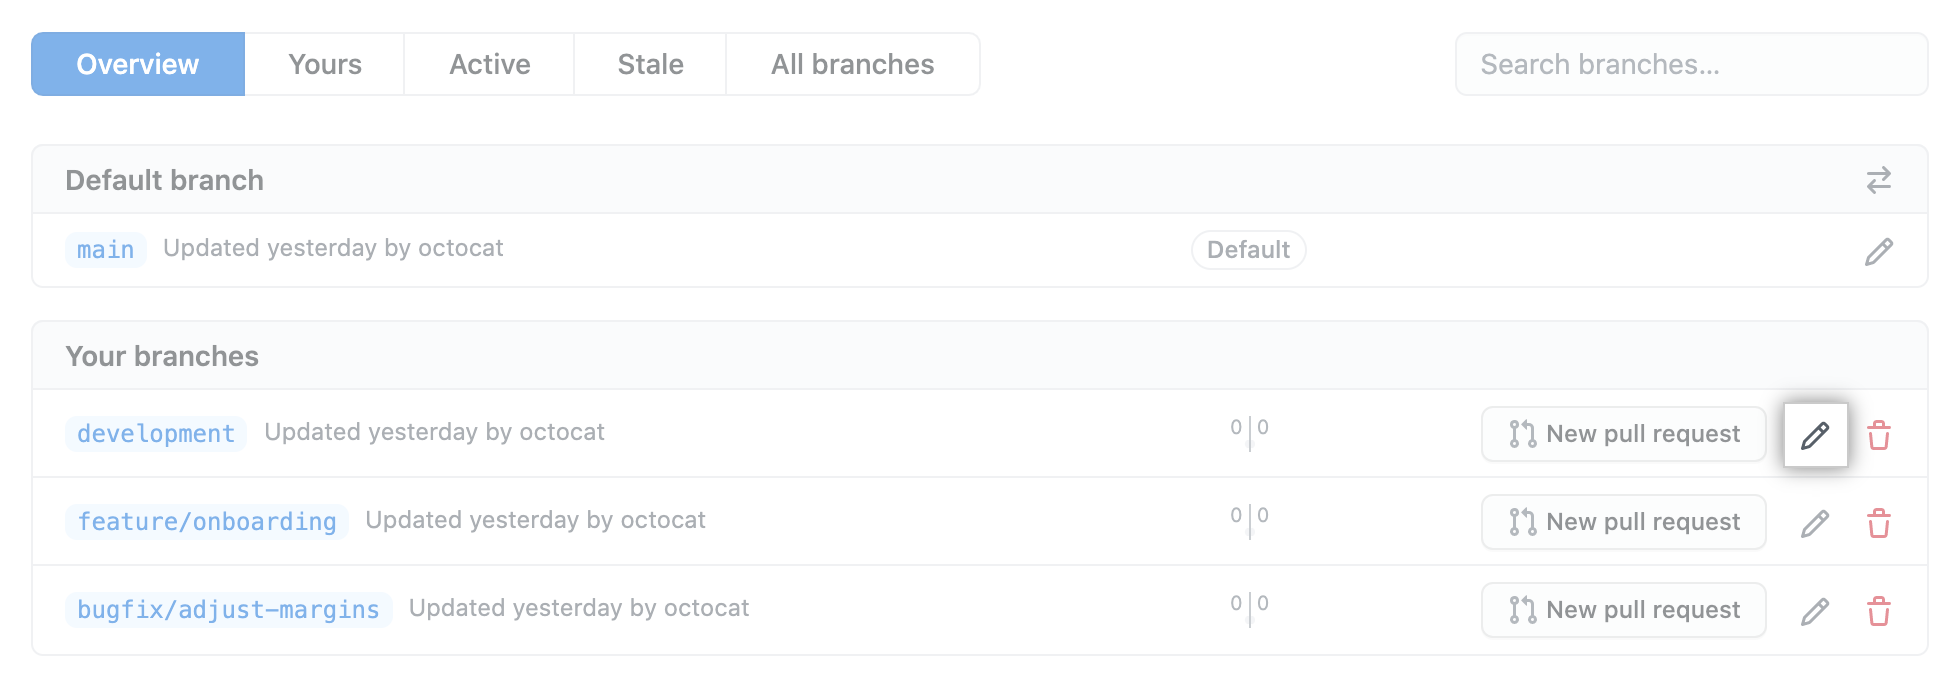 Overview Yours Active Stale All branches Search branches...
Default branch
main Updated yesterday by octocat Default
Your branches
development Updated yesterday by octocat 0 0 New pull request
feature/onboarding Updated yesterday by octocat 0 0 New pull request
bugfix/adjust-margins Updated yesterday by octocat 0 0 New pull request